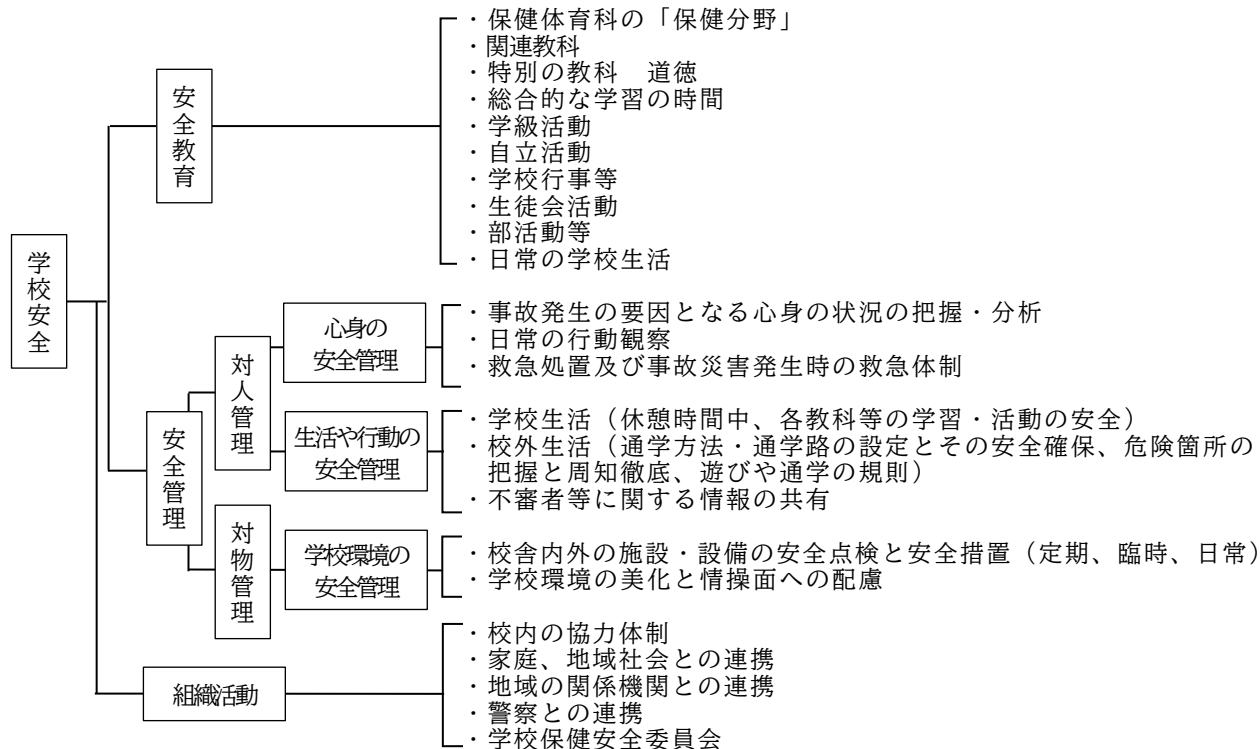 学校安全
安全教育
・保健体育科の「保健分野」
・関連教科
・特別の教科　道徳
・総合的な学習の時間
・学級活動
・自立活動
・学校行事等
・生徒会活動
・部活動等
・日常の学校生活
安全管理
対人管理
心身の
安全管理
・事故発生の要因となる心身の状況の把握・分析
・日常の行動観察
・救急処置及び事故災害発生時の救急体制
生活や行動の
安全管理
・学校生活（休憩時間中、各教科等の学習・活動の安全）
・校外生活（通学方法・通学路の設定とその安全確保、危険箇所の
把握と周知徹底、遊びや通学の規則）
・不審者等に関する情報の共有
対物管理
学校環境の
安全管理
・校舎内外の施設・設備の安全点検と安全措置（定期、臨時、日常）
・学校環境の美化と情操面への配慮
組織活動
・校内の協力体制
・家庭、地域社会との連携
・地域の関係機関との連携
・警察との連携
・学校保健安全委員会